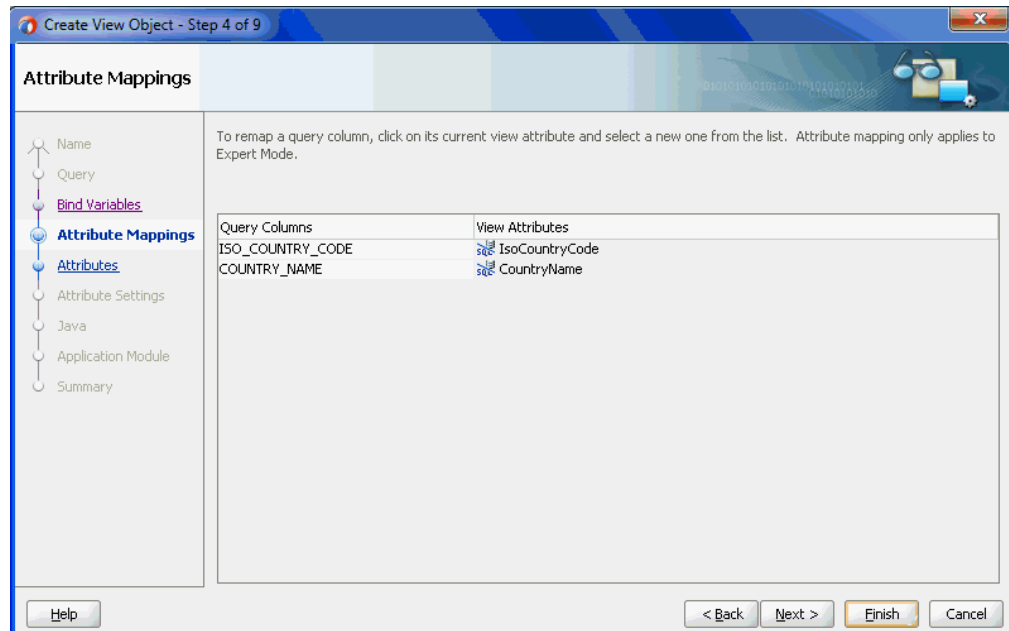 Create View Object - Step 4 of 9
Attribute Mappings
Name
Query
Bind Variables
Attribute Mappings
Attributes
Attribute Settings
Java
Application Module
Summary
To remap a query column, click on its current view attribute and select a new one from the list. Attribute mapping only applies to
Expert Mode.
Query Columns View Attributes
ISO_COUNTRY_CODE IsoCountryCode
COUNTRY_NAME CountryName
Help < Back Next > Finish Cancel